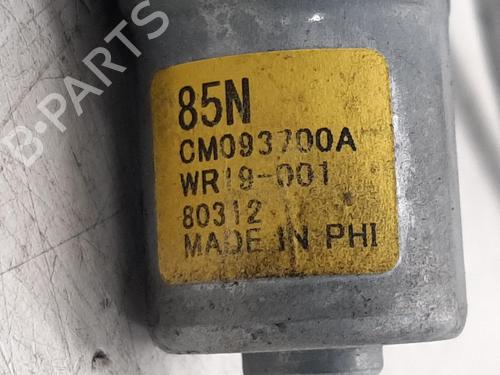 B-PARTS
85N
CM093700A
WR19-001
80312
MADE IN PHI